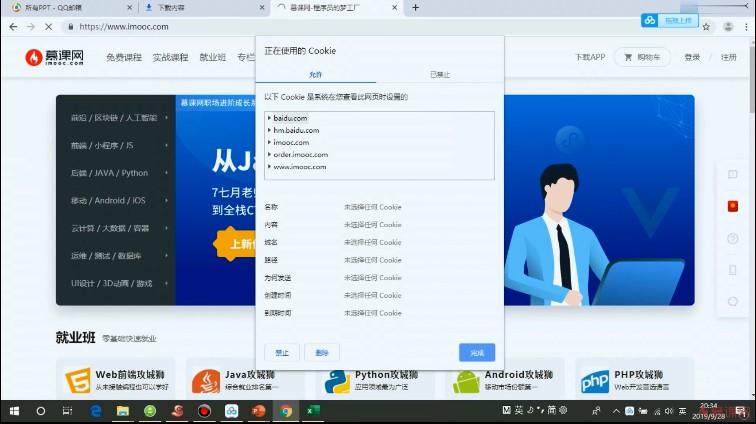 所有PPT - QQ邮箱
下载内容
慕课网-程序员的梦工厂
https://www.imooc.com
拖拽上传
慕课网
imooc.com
免费课程
实战课程
就业班
专栏
下载APP
购物车
登录 / 注册
正在使用的 Cookie
允许
已禁止
以下 Cookie 是系统在您查看此网页时设置的
baidu.com
hm.baidu.com
imooc.com
order.imooc.com
www.imooc.com
名称 未选择任何 Cookie
内容 未选择任何 Cookie
域名 未选择任何 Cookie
路径 未选择任何 Cookie
为何发送 未选择任何 Cookie
创建时间 未选择任何 Cookie
到期时间 未选择任何 Cookie
禁止
删除
完成
前沿 / 区块链 / 人工智能
前端 / 小程序 / JS
后端 / JAVA / Python
移动 / Android / iOS
云计算 / 大数据 / 容器
运维 / 测试 / 数据库
UI设计 / 3D动画 / 游戏
慕课网职场进阶成长系
从Ja
7七月老
到全栈C
上新
就业班 零基础快速就业
Web前端攻城狮
从未接触编程也可以学好
Java攻城狮
综合就业排名第一
Python攻城狮
应用领域最为广泛
Android攻城狮
移动市场份额第一
PHP攻城狮
Web开发首选语言
php
英
简
英
20:34
2019/9/28